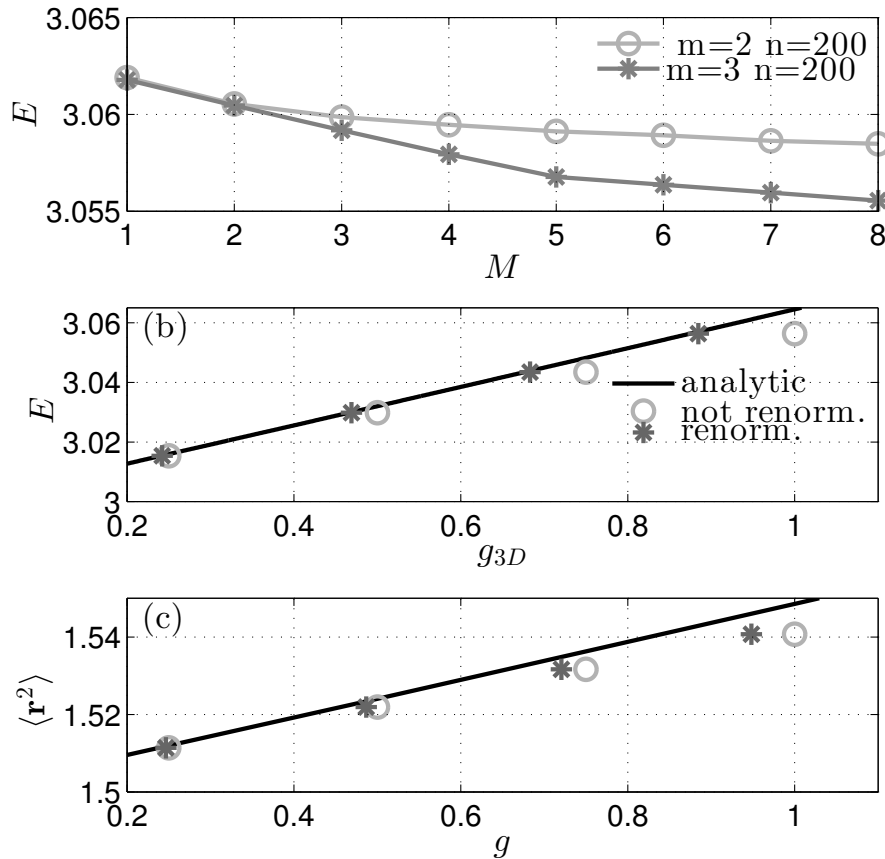 3.065
m=2 n=200
m=3 n=200
3.06
E
3.055
1 2 3 4 5 6 7 8
M
(b)
3.06
3.04
analytic
E
not renorm.
3.02
renorm.
3
0.2 0.4 0.6 0.8 1
g3D
(c)
1.54
⟨r²⟩
1.52
1.5
0.2 0.4 0.6 0.8 1
g